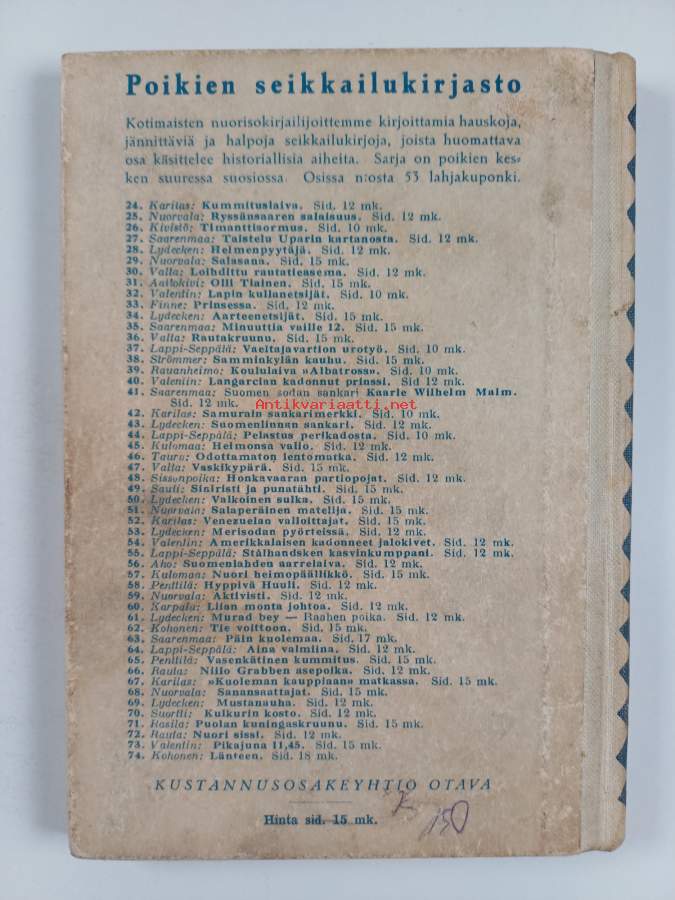 Poikien seikkailukirjasto
Kotimaisten nuorisokirjailijoittemme kirjoittamia hauskoja,
jännittäviä ja halpoja seikkailukirjoja, joista huomattava
osa käsittelee historiallisia aiheita. Sarja on poikien kes-
ken suuressa suosiossa. Osissa n:osta 53 lahjakuponki.
24. Karilas: Kummituslaiva. Sid. 12 mk.
25. Nuorvala: Ryssänsaaren salaisuus. Sid. 12 mk.
26. Kivistö: Timanttisormus. Sid. 10 mk.
27. Saarenmaa: Taistelu Uparin kartanosta. Sid. 12 mk.
28. Lydecken: Helmenpyytäjä. Sid. 12 mk.
29. Nuorvala: Salasana. Sid. 15 mk.
30. Valta: Loihdittu rautatieasema. Sid. 12 mk.
31. Aaltokivi: Olli Tiainen. Sid. 15 mk.
32. Valentin: Lapin kullanetsijät. Sid. 10 mk.
33. Finne: Prinsessa. Sid. 12 mk.
34. Lydecken: Aarteenetsijät. Sid. 15 mk.
35. Saarenmaa: Minuuttia vaille 12. Sid. 15 mk.
36. Valta: Rautakruunu. Sid. 15 mk.
37. Lappi-Seppälä: Vaeltajavartion urotyö. Sid. 10 mk.
38. Strömmer: Samminkylän kauhu. Sid. 15 mk.
39. Rauanheimo: Koululaiva »Albatross». Sid. 10 mk.
40. Valentin: Langarcian kadonnut prinssi. Sid. 12 mk.
41. Saarenmaa: Suomen sodan sankari Kaarle Wilhelm Malm.
Sid. 12 mk.
Antikvariaatti.net
42. Karilas: Samurain sankarimerkki. Sid. 10 mk.
43. Lydecken: Suomenlinnan sankari. Sid. 12 mk.
44. Lappi-Seppälä: Pelastus perikadosta. Sid. 10 mk.
45. Kulomaa: Heimonsa valio. Sid. 12 mk.
46. Tauru: Odottamaton lentomatka. Sid. 12 mk.
47. Valta: Vaskikypärä. Sid. 15 mk.
48. Sissonpoika: Honkavaaran partiopojat. Sid. 12 mk.
49. Sauli: Siniristi ja punatähti. Sid. 15 mk.
50. Lydecken: Valkoinen sulka. Sid. 15 mk.
51. Nuorvala: Salaperäinen matelija. Sid. 15 mk.
52. Karilas: Venezuelan valloittajat. Sid. 15 mk.
53. Lydecken: Merisodan pyörteissä. Sid. 12 mk.
54. Valentin: Amerikkalaisen kadonneet jalokivet. Sid. 12 mk.
55. Lappi-Seppälä: Stålhandsken kasvinkumppani. Sid. 12 mk.
56. Aho: Suomenlahden aarrelaiva. Sid. 12 mk.
57. Kulomaa: Nuori heimopäällikkö. Sid. 15 mk.
58. Penttilä: Hyppivä Huuli. Sid. 12 mk.
59. Nuorvala: Aktivisti. Sid. 12 mk.
60. Karpala: Liian monta johtoa. Sid. 12 mk.
61. Lydecken: Murad bey — Raahen poika. Sid. 12 mk.
62. Kohonen: Tie voittoon. Sid. 15 mk.
63. Saarenmaa: Päin kuolemaa. Sid. 17 mk.
64. Lappi-Seppälä: Aina valmiina. Sid. 12 mk.
65. Penttilä: Vasenkätinen kummitus. Sid. 15 mk.
66. Rauta: Niilo Grabben asepoika. Sid. 12 mk.
67. Karilas: »Kuoleman kauppiaan» matkassa. Sid. 15 mk.
68. Nuorvala: Sanansaattajat. Sid. 15 mk.
69. Lydecken: Mustanauha. Sid. 12 mk.
70. Suortti: Kulkurin kosto. Sid. 12 mk.
71. Rasila: Puolan kuningaskruunu. Sid. 15 mk.
72. Rauta: Nuori sissi. Sid. 12 mk.
73. Valentin: Pikajuna 11,45. Sid. 15 mk.
74. Kohonen: Länteen. Sid. 18 mk.
KUSTANNUSOSAKEYHTIÖ OTAVA
Hinta sid. 15 mk.
K 150